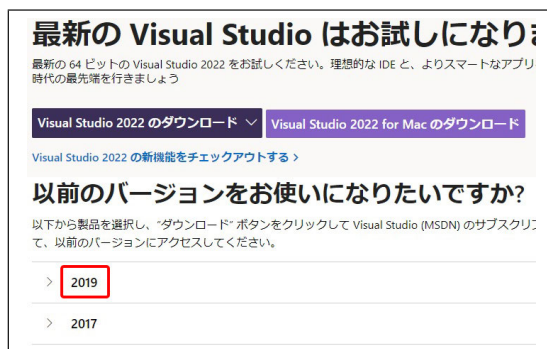 最新の Visual Studio はお試しになりま
最新の 64 ビットの Visual Studio 2022 をお試しください。理想的な IDE と、よりスマートなアプリ
時代の最先端を行きましょう
Visual Studio 2022 のダウンロード
Visual Studio 2022 for Mac のダウンロード
Visual Studio 2022 の新機能をチェックアウトする >
以前のバージョンをお使いになりたいですか?
以下から製品を選択し、"ダウンロード" ボタンをクリックして Visual Studio (MSDN) のサブスクリプ
て、以前のバージョンにアクセスしてください。
2019
2017